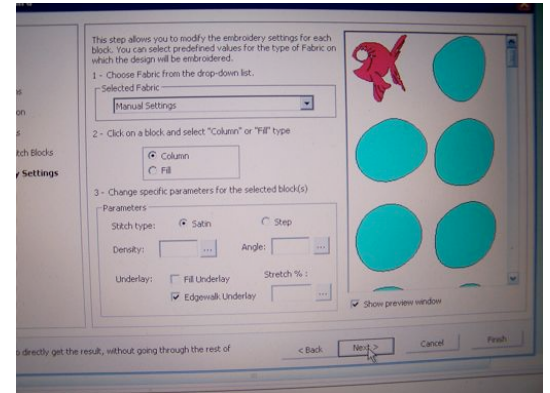 This step allows you to modify the embroidery settings for each
block. You can select predefined values for the type of Fabric on
which the design will be embroidered.
1 - Choose Fabric from the drop-down list.
Selected Fabric
Manual Settings
2 - Click on a block and select "Column" or "Fill" type
Column
Fill
tch Blocks
Settings
3 - Change specific parameters for the selected block(s)
Parameters
Stitch type: Satin Step
Density: ... Angle: ...
Underlay: Fill Underlay Stretch % :
Edgewalk Underlay ...
Show preview window
directly get the result, without going through the rest of
< Back Next > Cancel Finish